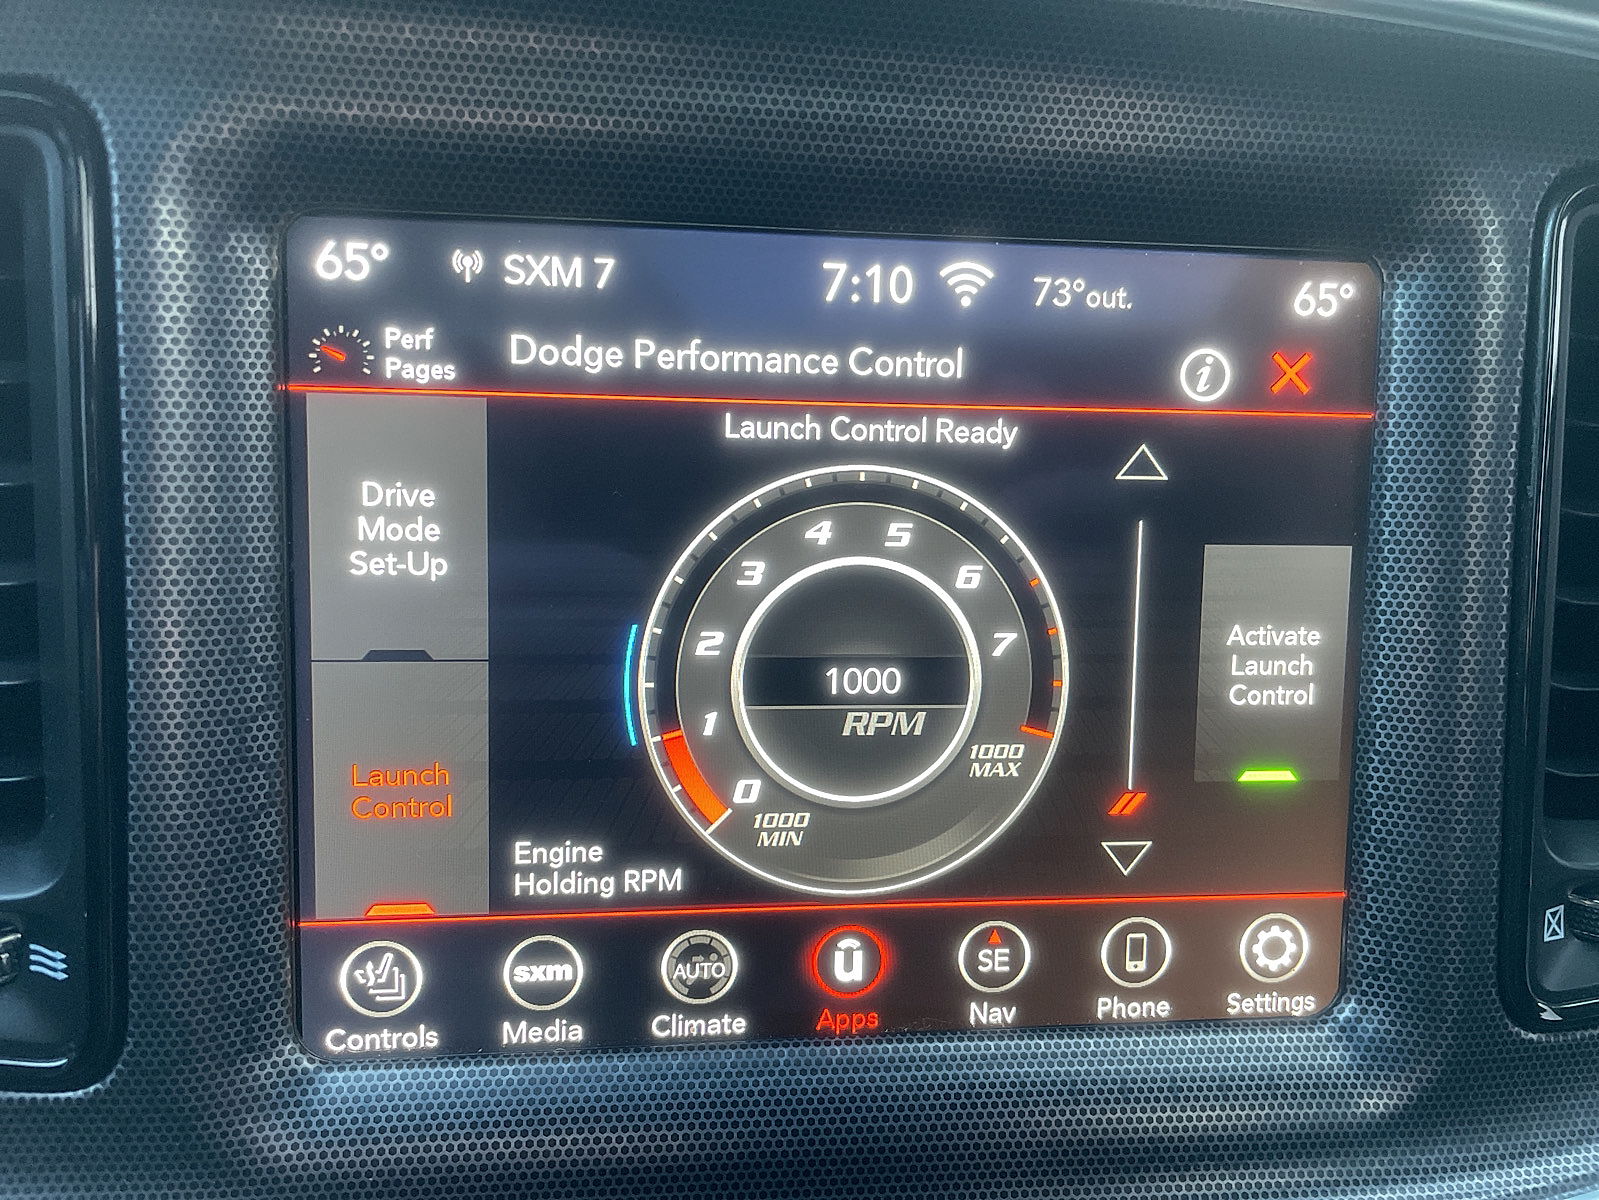 65° SXM 7 7:10 73°out. 65°
Perf
Pages
Dodge Performance Control
i
Launch Control Ready
Drive
Mode
Set-Up
Launch
Control
0
1
2
3
4
5
6
7
1000
RPM
1000
MIN
1000
MAX
Engine
Holding RPM
Activate
Launch
Control
sxm
AUTO
u
SE
Controls Media Climate Apps Nav Phone Settings